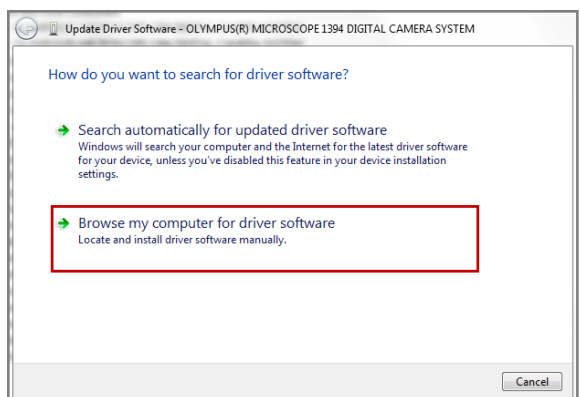 Update Driver Software - OLYMPUS(R) MICROSCOPE 1394 DIGITAL CAMERA SYSTEM
How do you want to search for driver software?
Search automatically for updated driver software
Windows will search your computer and the Internet for the latest driver software
for your device, unless you've disabled this feature in your device installation
settings.
Browse my computer for driver software
Locate and install driver software manually.
Cancel